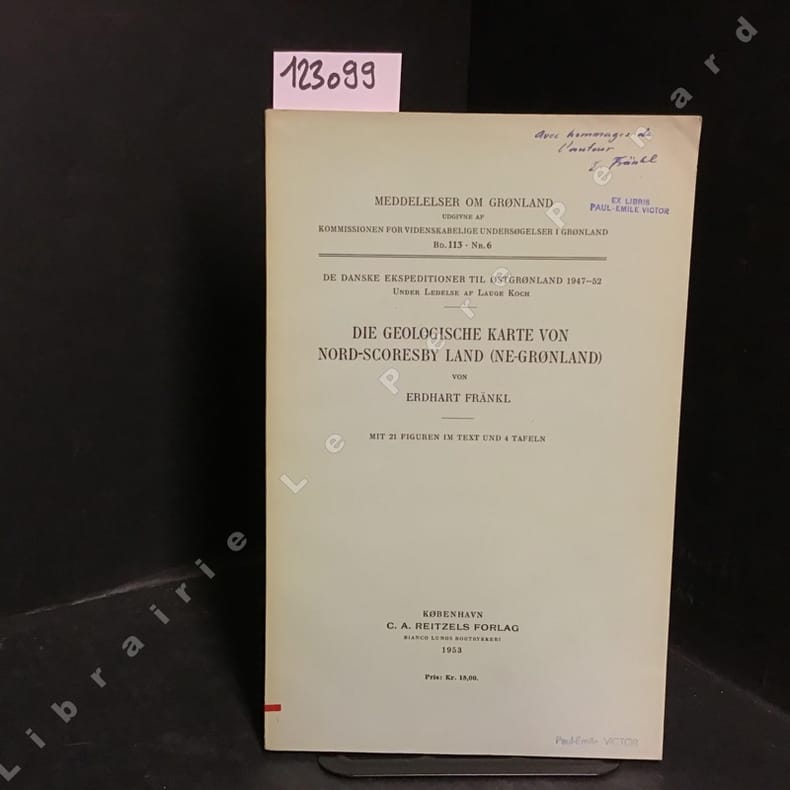 123099
Avec hommages de
l'auteur
E. Fränkl
EX LIBRIS
PAUL-EMILE VICTOR
MEDDELELSER OM GRØNLAND
UDGIVNE AF
KOMMISSIONEN FOR VIDENSKABELIGE UNDERSØGELSER I GRØNLAND
BD. 113 · NR. 6
DE DANSKE EKSPEDITIONER TIL ØSTGRØNLAND 1947–52
UNDER LEDELSE AF LAUGE KOCH
DIE GEOLOGISCHE KARTE VON
NORD-SCORESBY LAND (NE-GRØNLAND)
VON
ERDHART FRÄNKL
MIT 21 FIGUREN IM TEXT UND 4 TAFELN
KØBENHAVN
C. A. REITZELS FORLAG
BIANCO LUNOS BOGTRYKKERI
1953
Pris: Kr. 18,00.
Paul-Emile VICTOR
Librairie Le Pere Penard